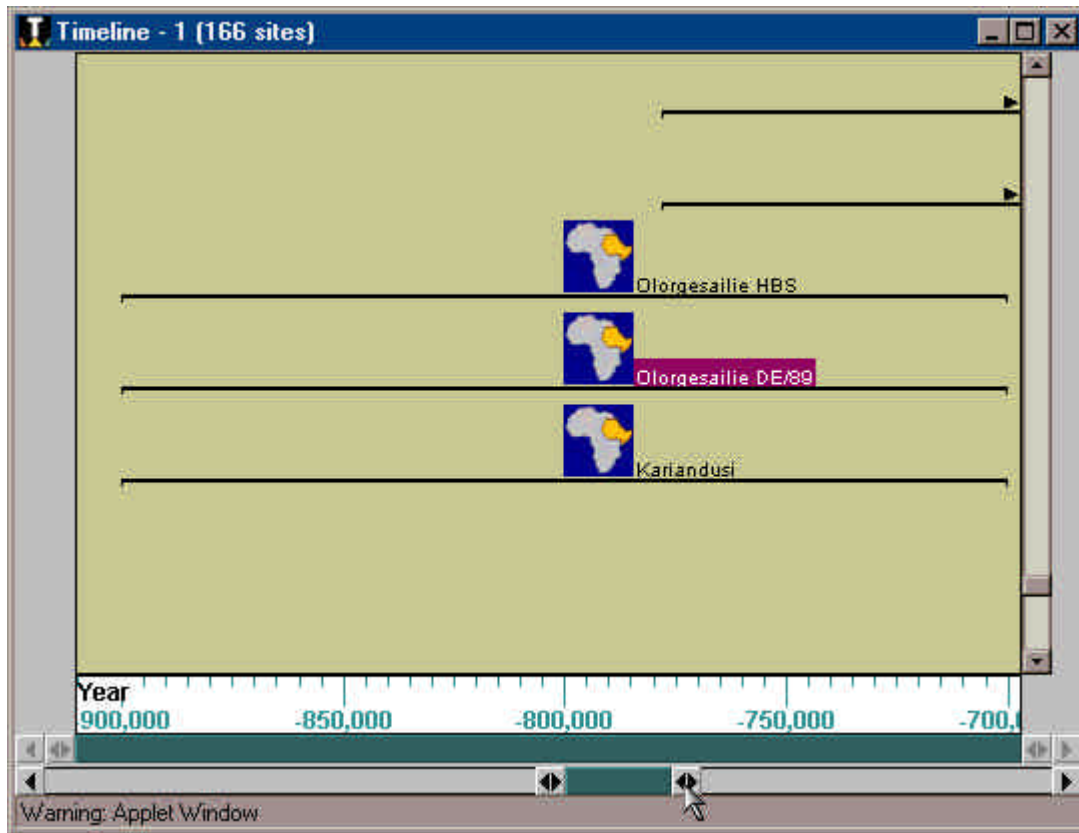 Timeline - 1 (166 sites)
Olorgesailie HBS
Olorgesailie DE/89
Kariandusi
Year
900,000 -850,000 -800,000 -750,000 -700,
Warning: Applet Window